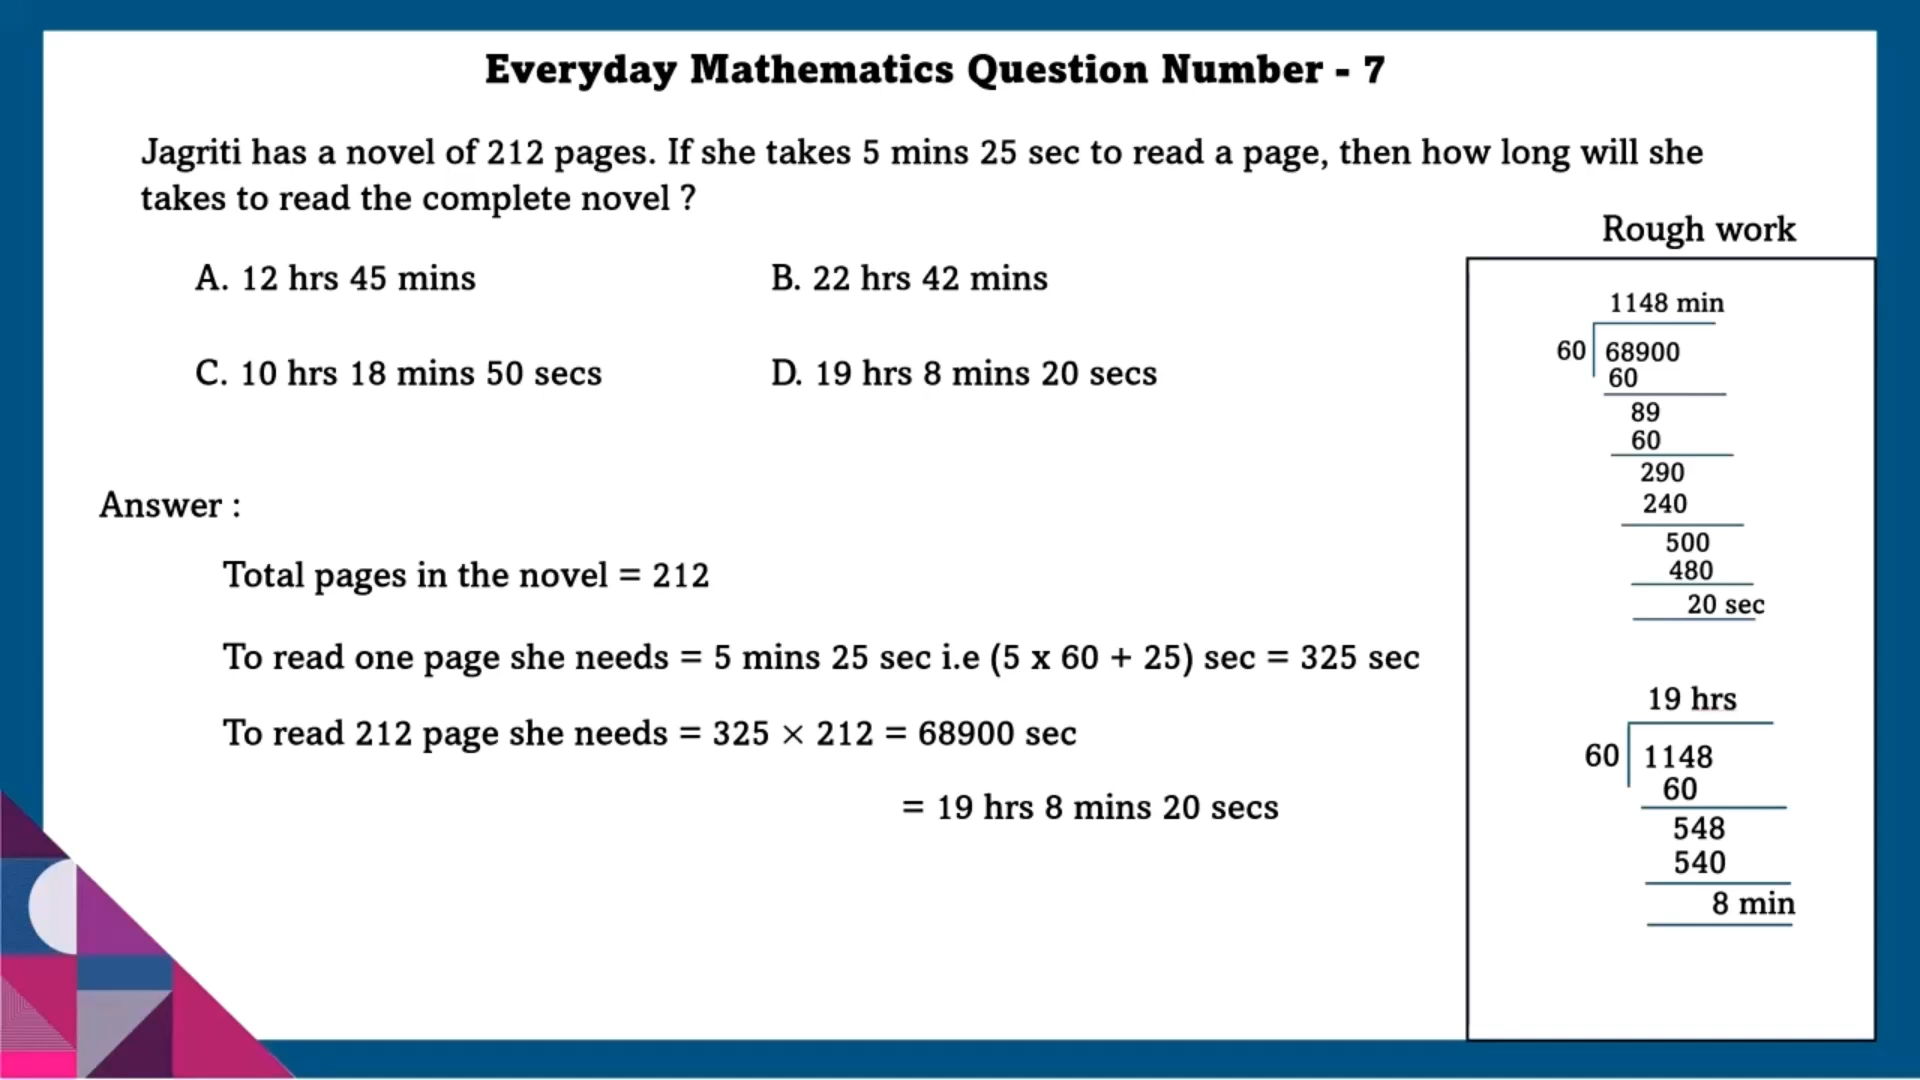 Everyday Mathematics Question Number - 7
Jagriti has a novel of 212 pages. If she takes 5 mins 25 sec to read a page, then how long will she
takes to read the complete novel ?
A. 12 hrs 45 mins
B. 22 hrs 42 mins
C. 10 hrs 18 mins 50 secs
D. 19 hrs 8 mins 20 secs
Answer :
Total pages in the novel = 212
To read one page she needs = 5 mins 25 sec i.e (5 x 60 + 25) sec = 325 sec
To read 212 page she needs = 325 × 212 = 68900 sec
= 19 hrs 8 mins 20 secs
Rough work
1148 min
60 68900
60
89
60
290
240
500
480
20 sec
19 hrs
60 1148
60
548
540
8 min